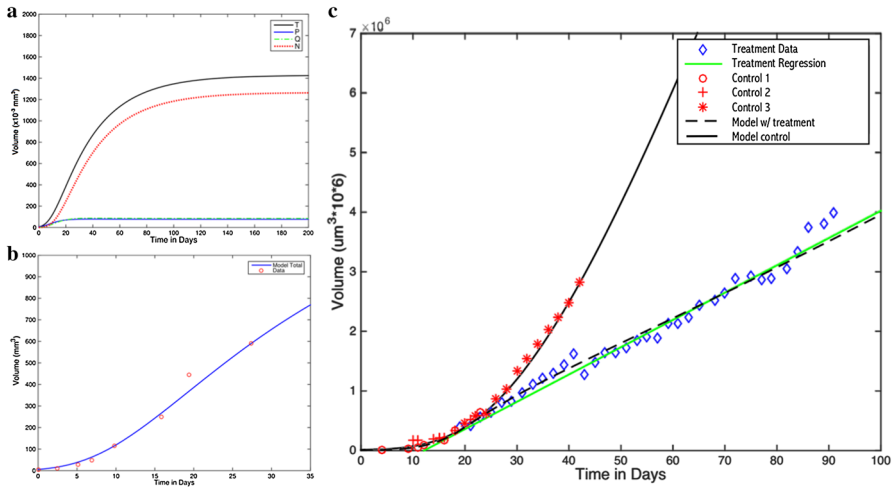 a
T
P
Q
N
Volume (x10⁻³ mm³)
2000
1800
1600
1400
1200
1000
800
600
400
200
0
0 20 40 60 80 100 120 140 160 180 200
Time in Days
b
Model Total
Data
Volume (mm³)
1000
900
800
700
600
500
400
300
200
100
0
0 5 10 15 20 25 30 35
Time in Days
c
×10⁶
Treatment Data
Treatment Regression
Control 1
Control 2
Control 3
Model w/ treatment
Model control
Volume (um³*10*6)
7
6
5
4
3
2
1
0
0 10 20 30 40 50 60 70 80 90 100
Time in Days